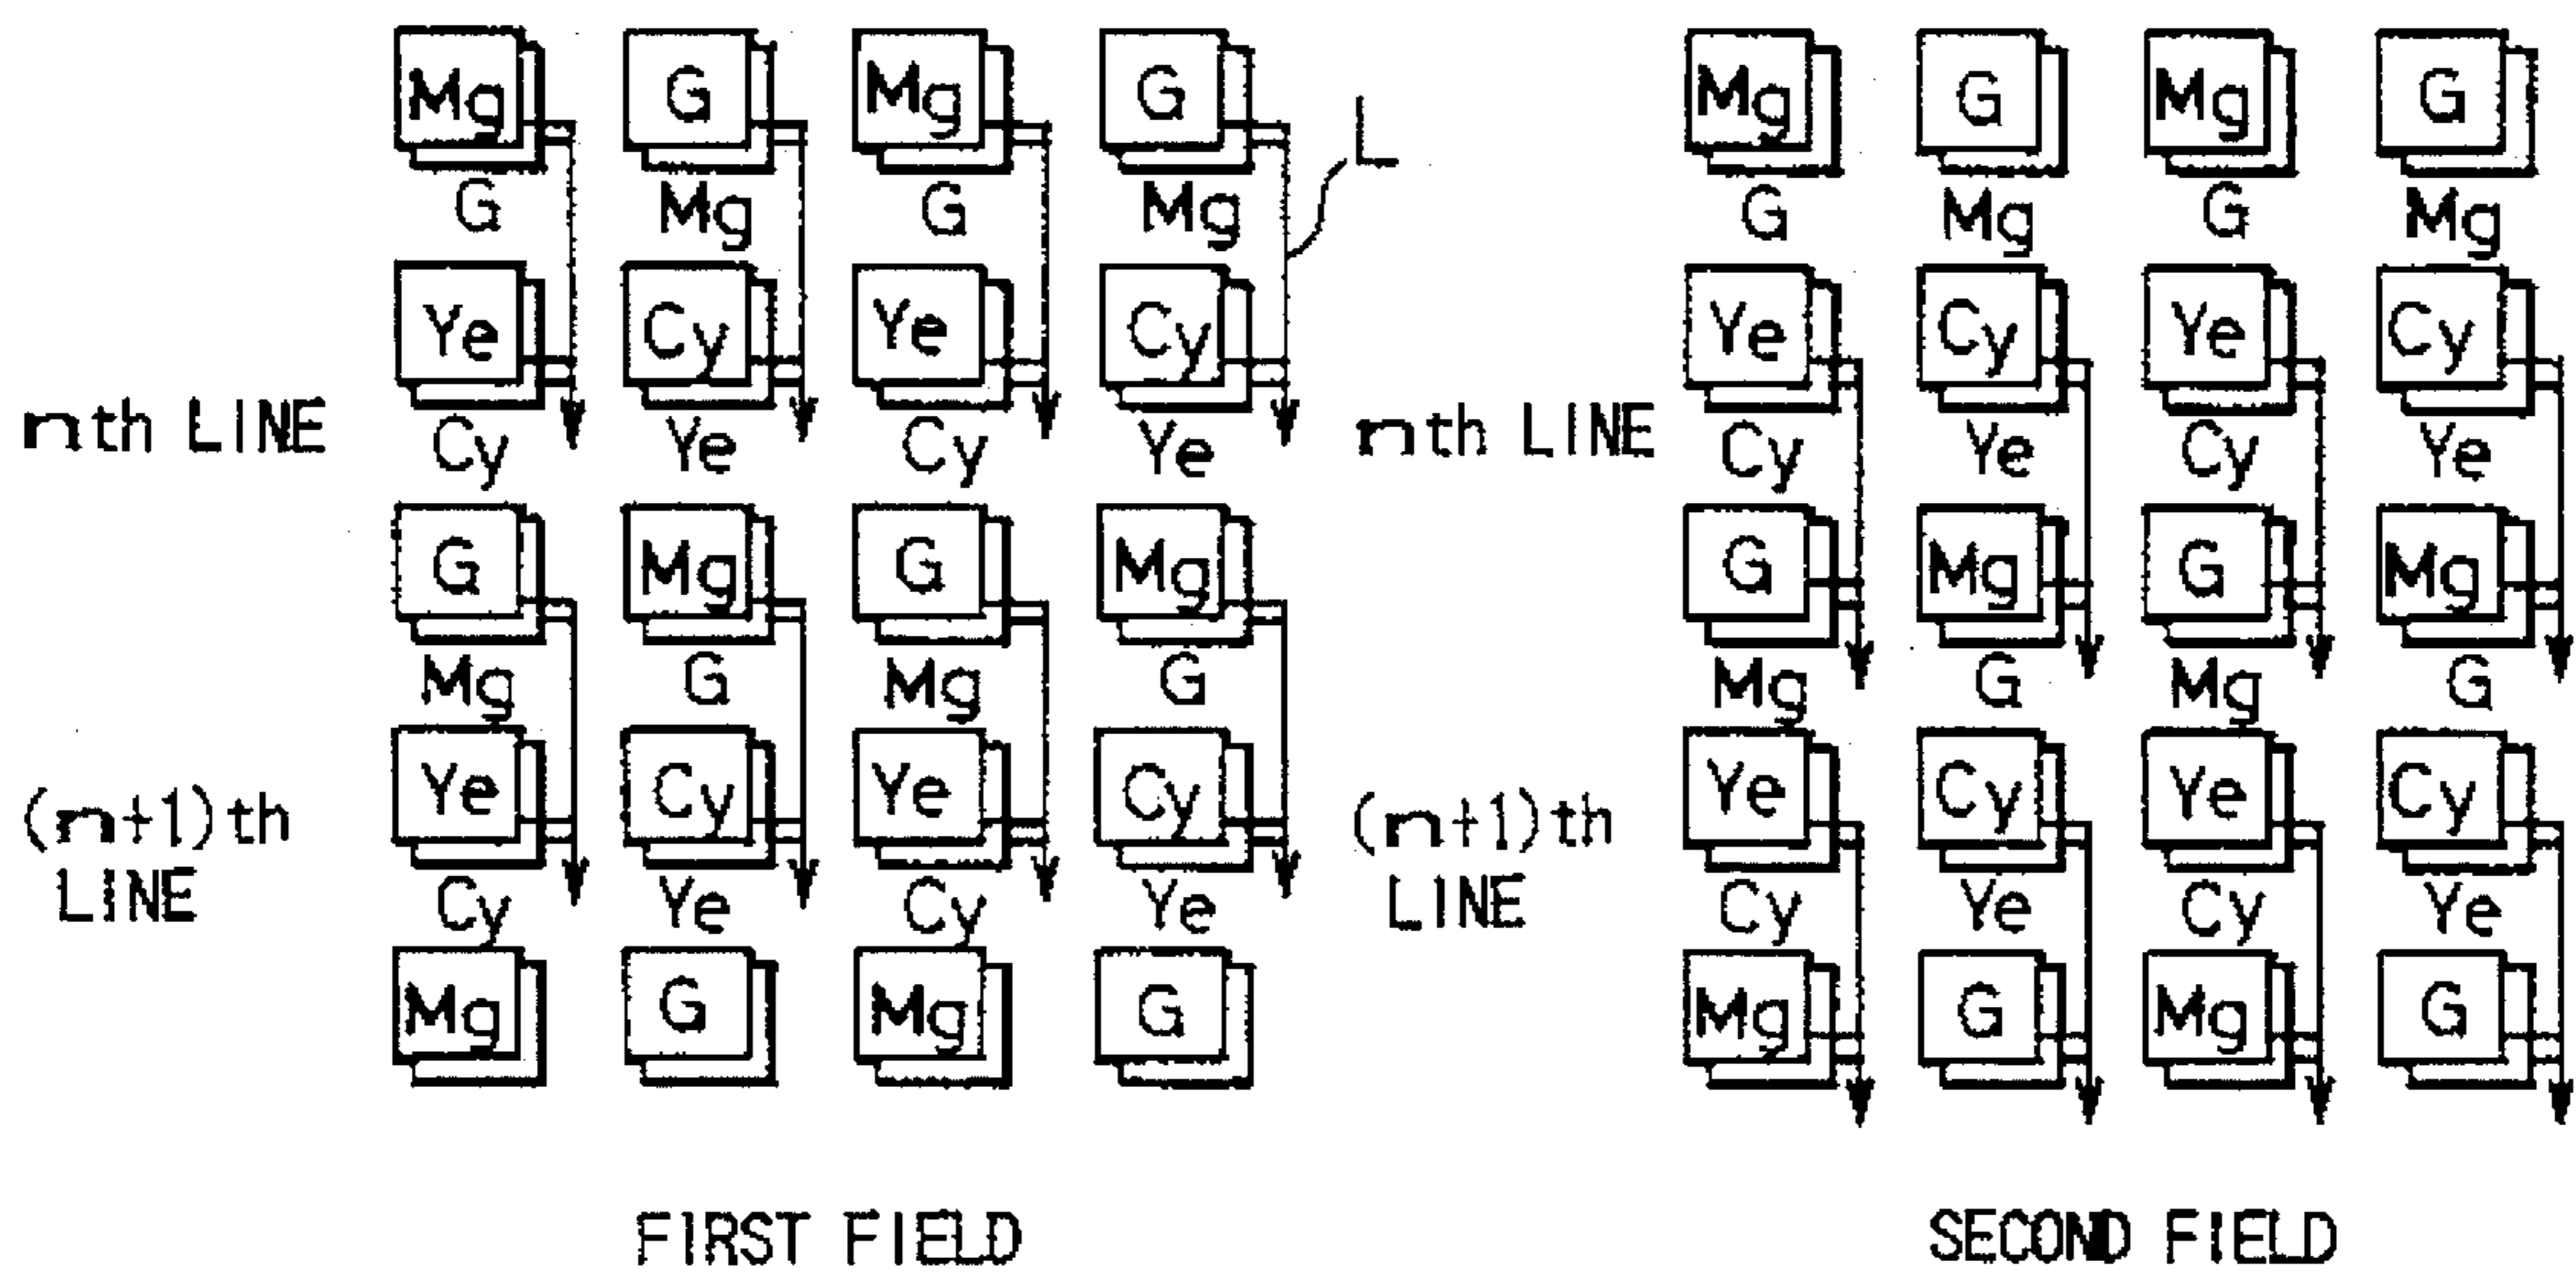 Mg G Mg G Mg G Mg G
L
G Mg G Mg G Mg G Mg
Ye Cy Ye Cy Ye Cy Ye Cy
nth LINE Cy Ye Cy Ye nth LINE Cy Ye Cy Ye
G Mg G Mg G Mg G Mg
Mg G Mg G Mg G Mg G
Ye Cy Ye Cy Ye Cy Ye Cy
(n+1)th (n+1)th
LINE Cy Ye Cy Ye LINE Cy Ye Cy Ye
Mg G Mg G Mg G Mg G
FIRST FIELD SECOND FIELD